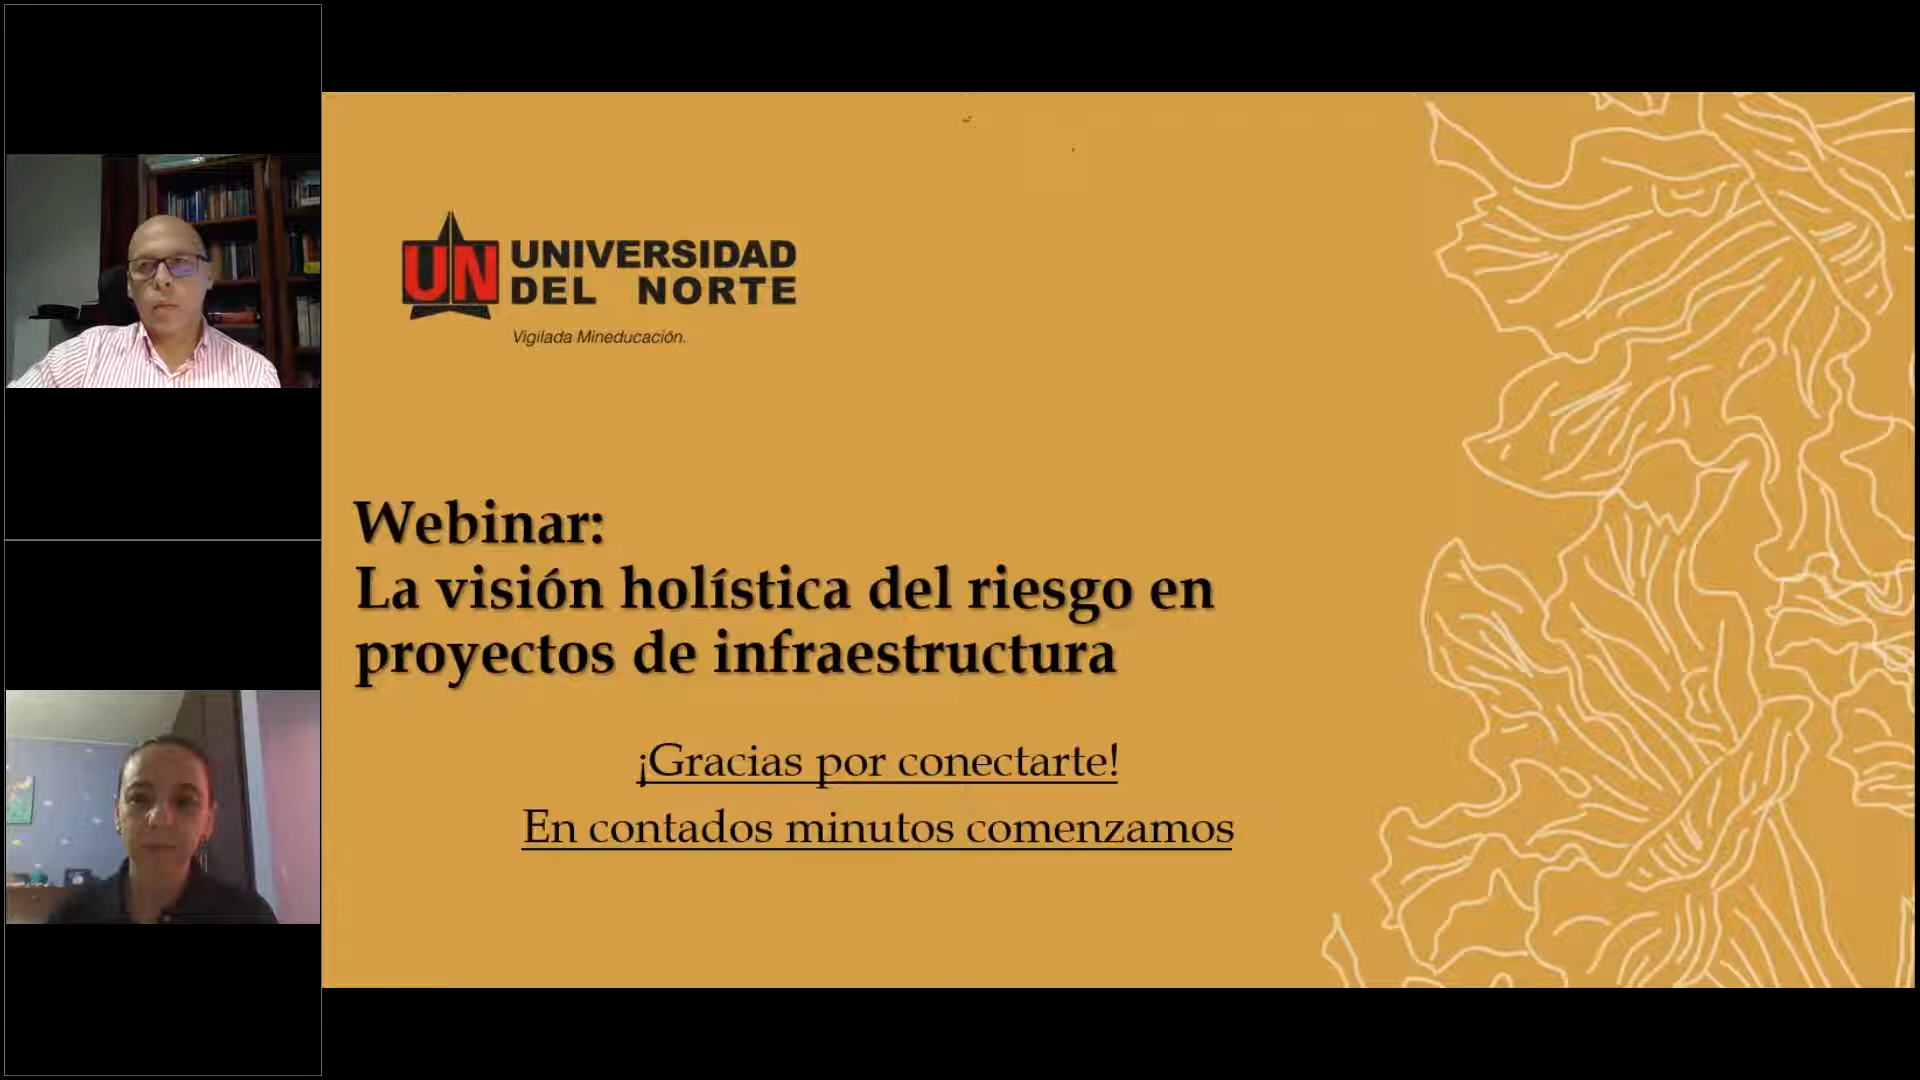 UN UNIVERSIDAD
DEL NORTE
Vigilada Mineducación.
Webinar:
La visión holística del riesgo en
proyectos de infraestructura
¡Gracias por conectarte!
En contados minutos comenzamos